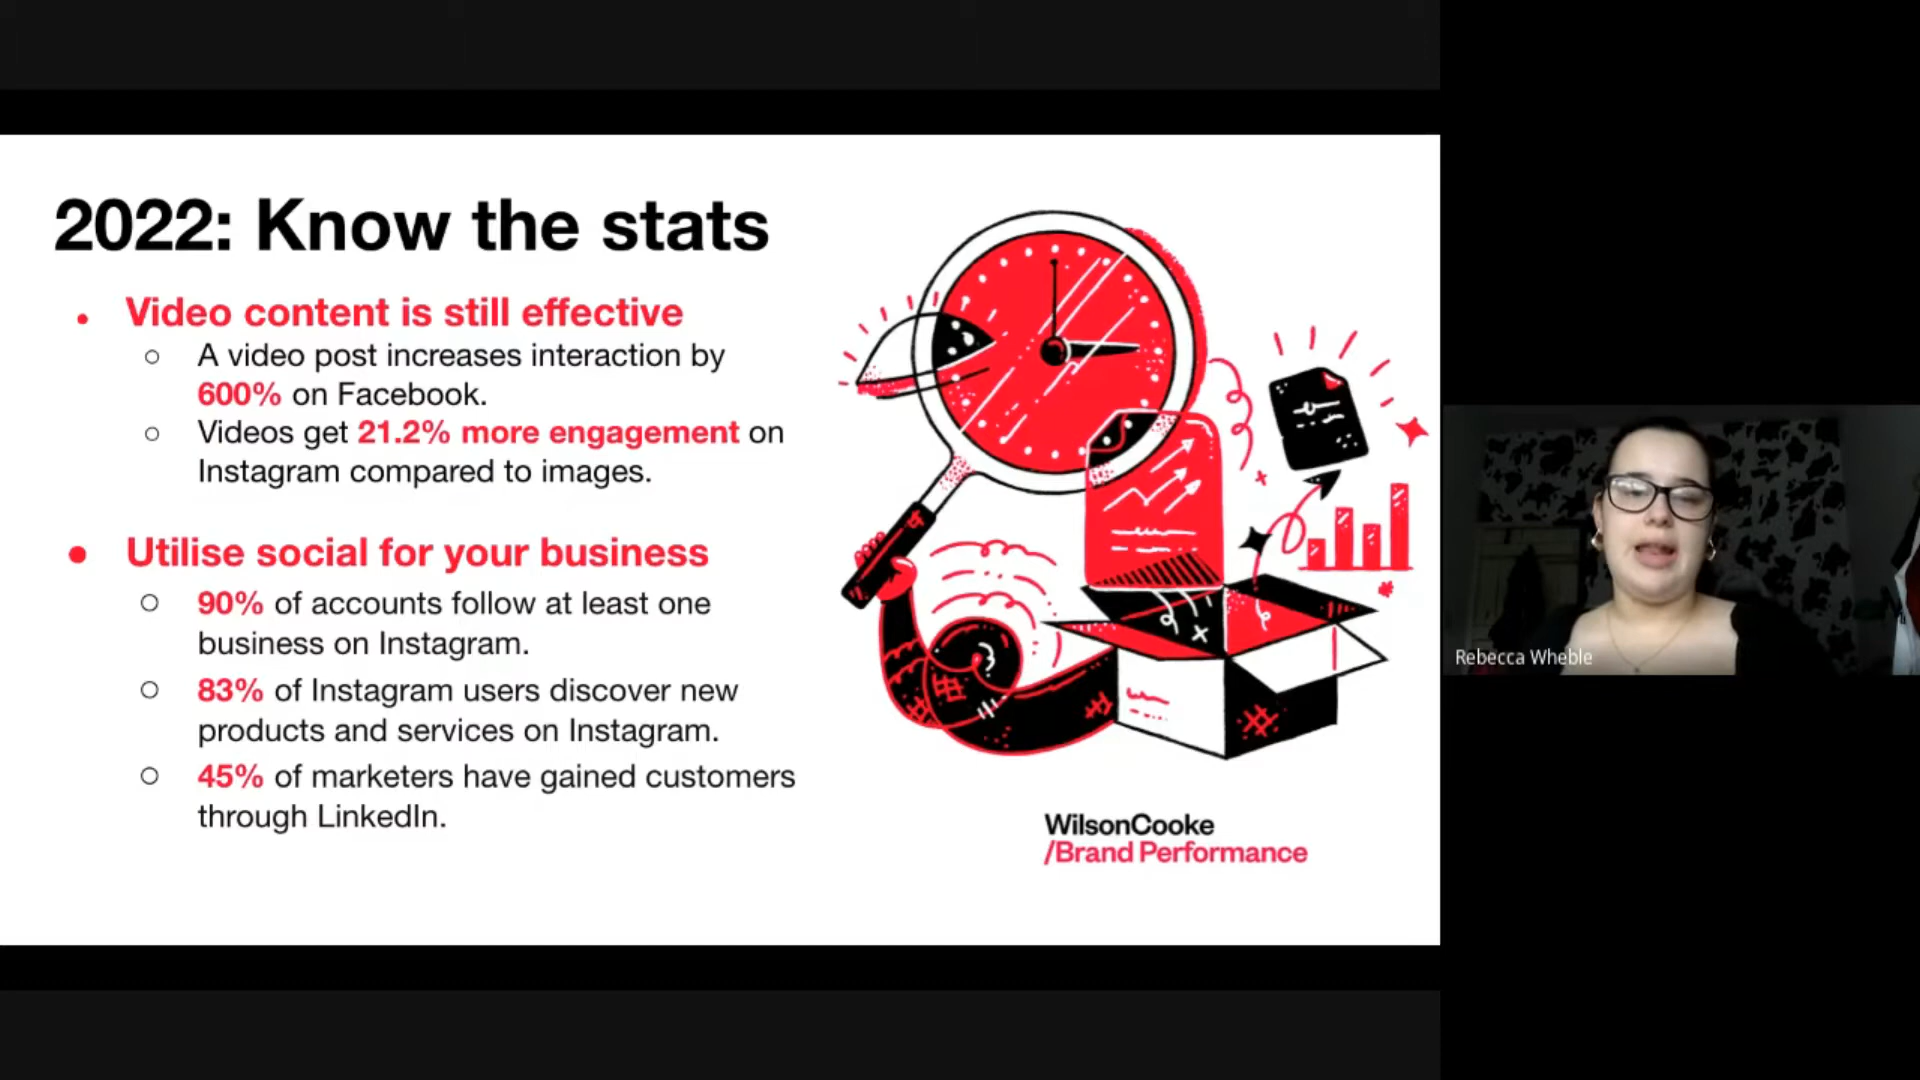 2022: Know the stats
Video content is still effective
A video post increases interaction by
600% on Facebook.
Videos get 21.2% more engagement on
Instagram compared to images.
Utilise social for your business
90% of accounts follow at least one
business on Instagram.
83% of Instagram users discover new
products and services on Instagram.
45% of marketers have gained customers
through LinkedIn.
WilsonCooke
/Brand Performance
Rebecca Wheble